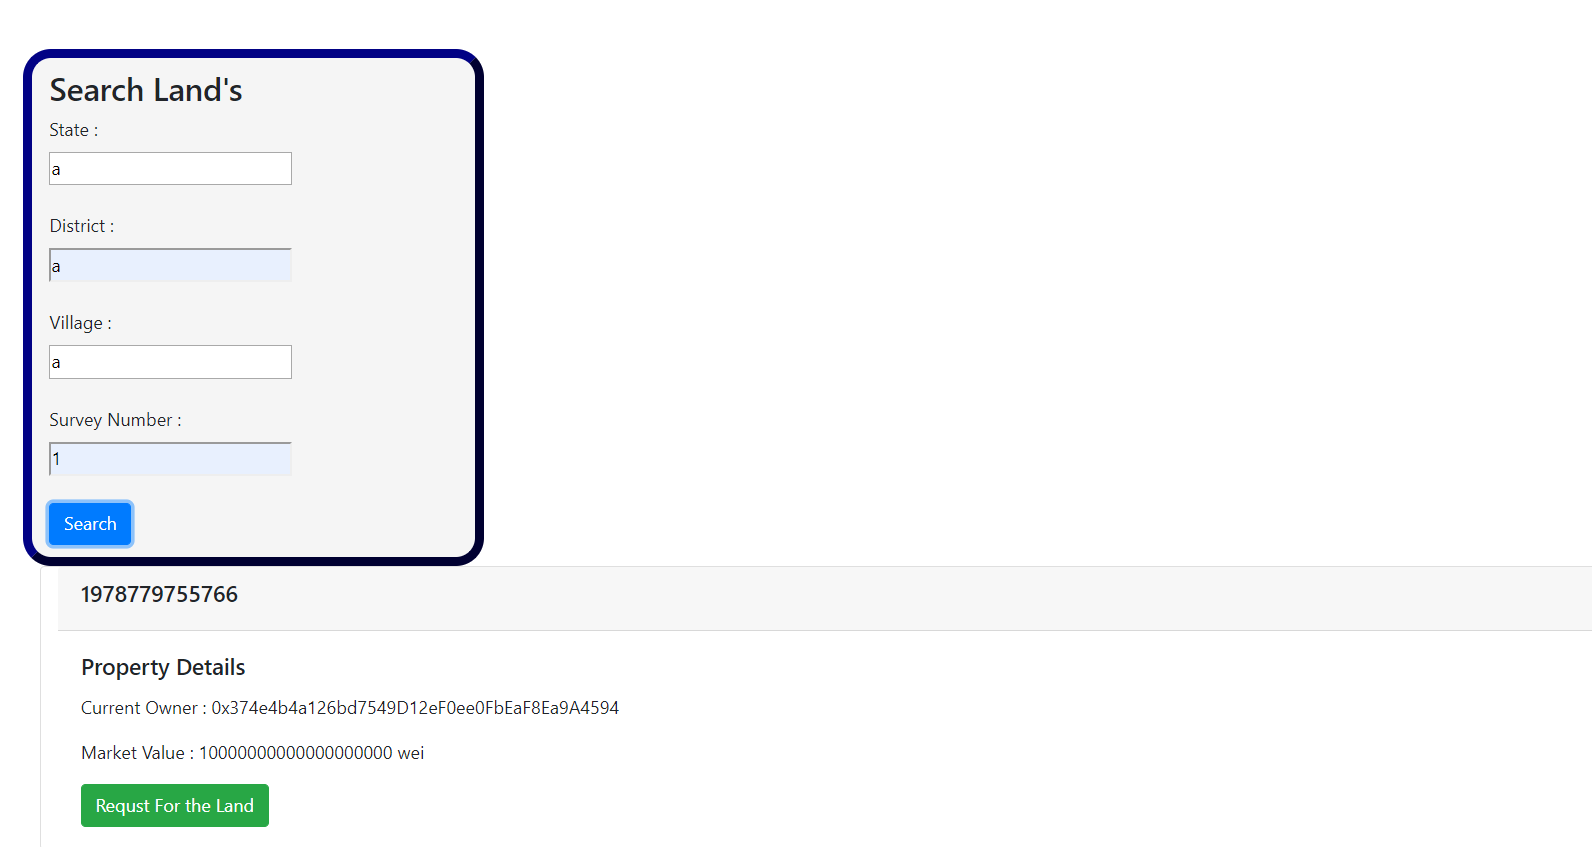 Search Land's
State :
a
District :
a
Village :
a
Survey Number :
1
Search
1978779755766
Property Details
Current Owner : 0x374e4b4a126bd7549D12eF0ee0FbEaF8Ea9A4594
Market Value : 10000000000000000000 wei
Requst For the Land